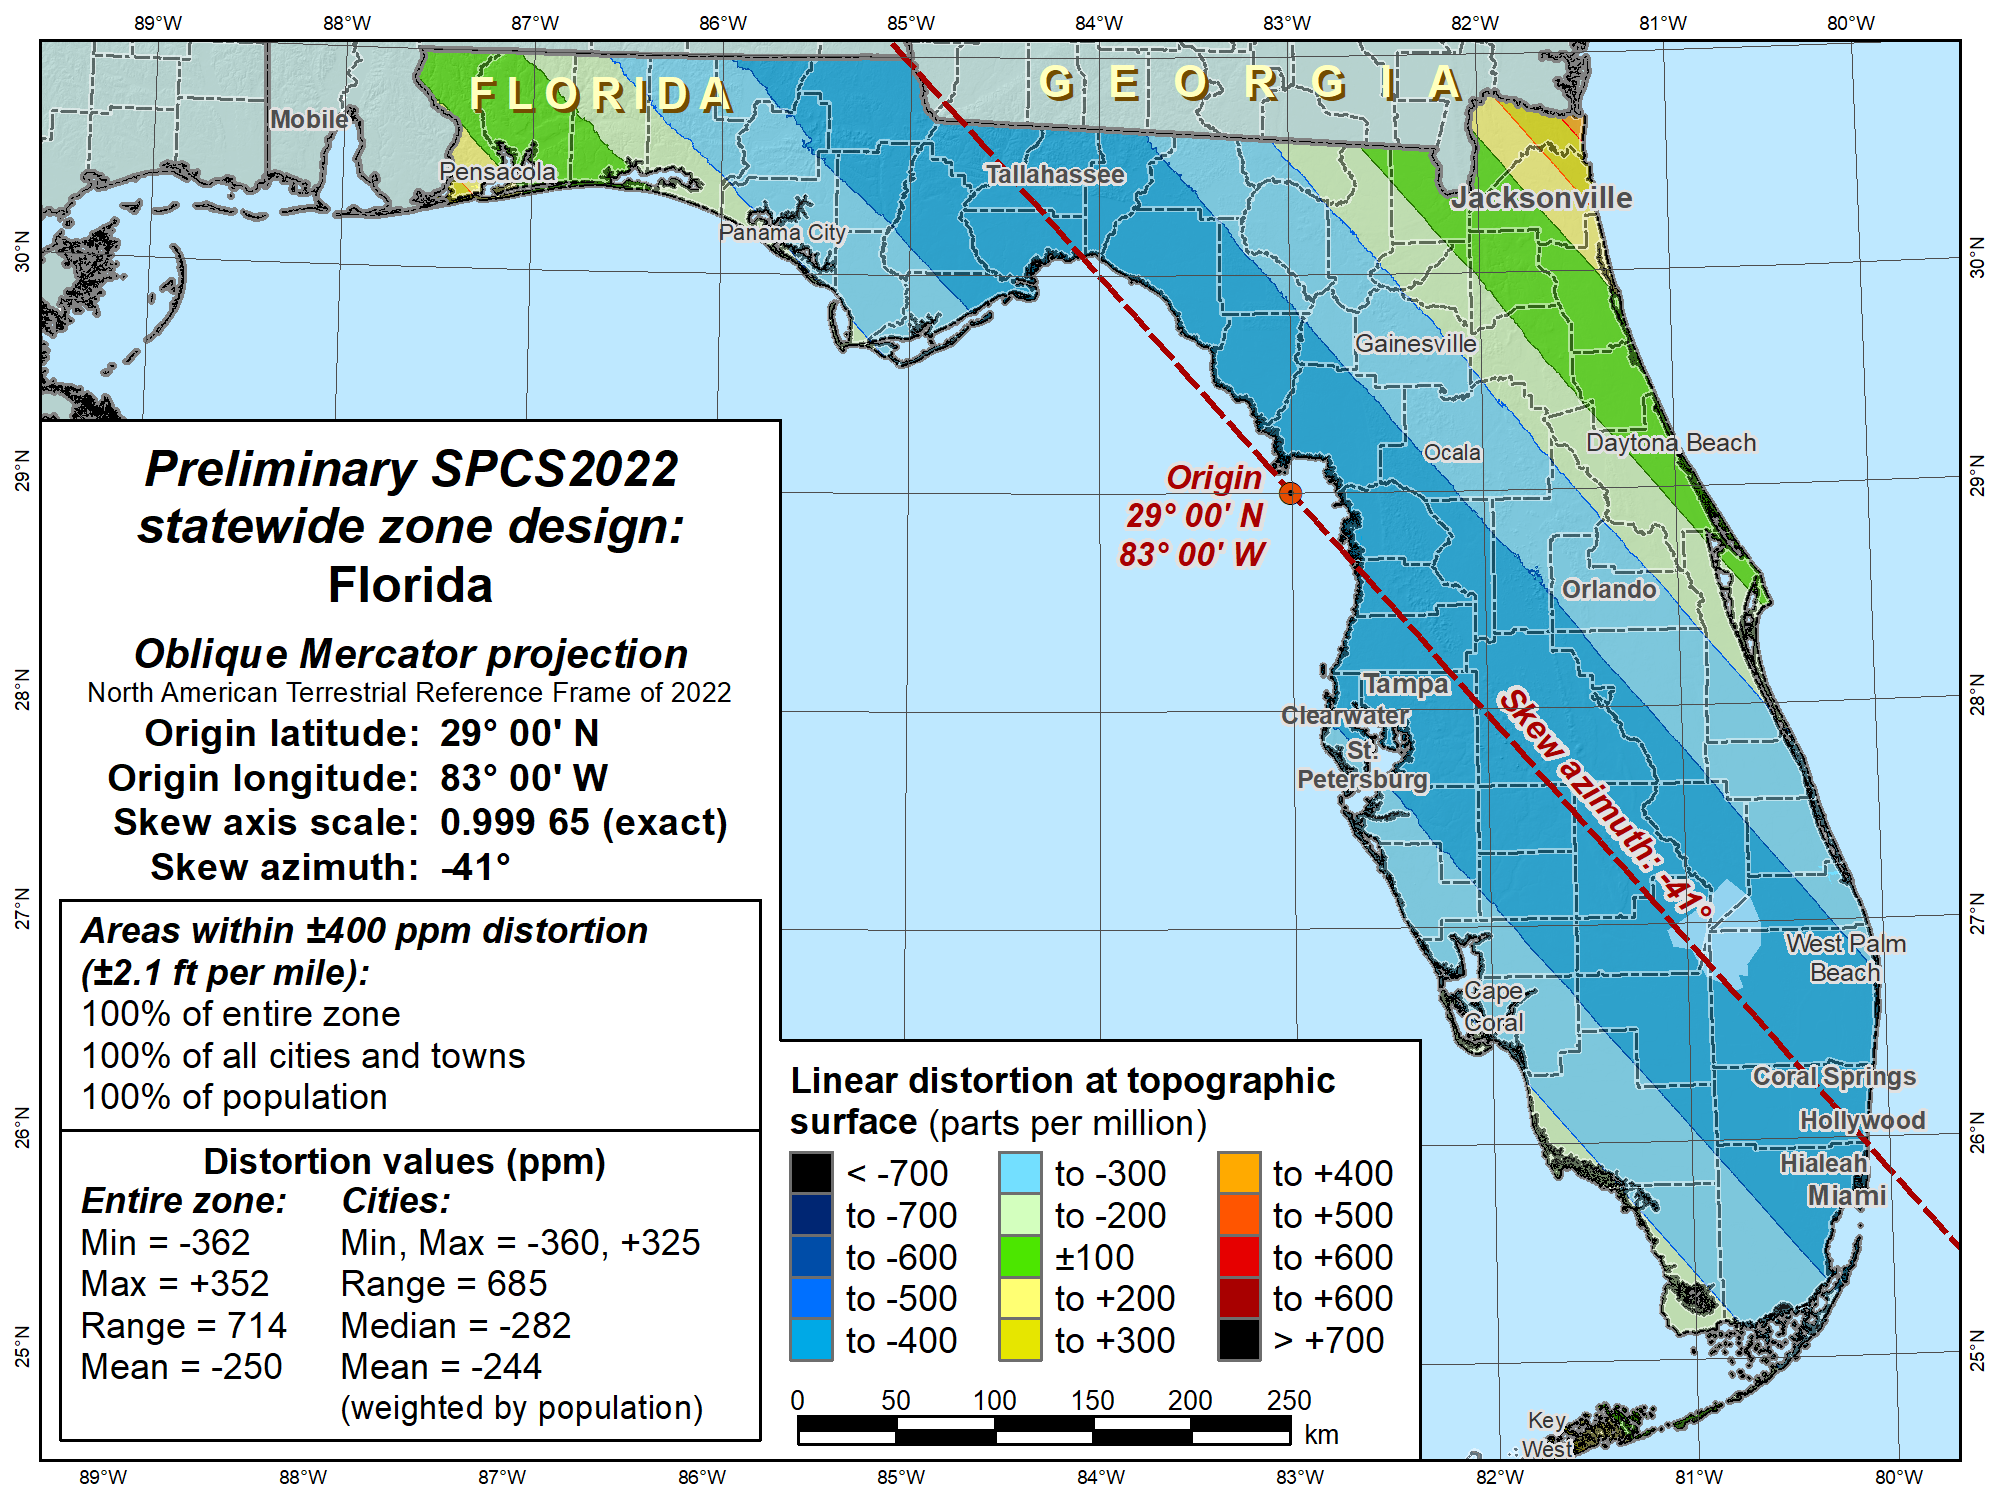 89°W 88°W 87°W 86°W 85°W 84°W 83°W 82°W 81°W 80°W
FLORIDA
GEORGIA
Mobile
Pensacola
Tallahassee
Jacksonville
Panama City
30°N
30°N
Gainesville
Daytona Beach
Ocala
29°N
29°N
Origin
29° 00' N
83° 00' W
Orlando
28°N
28°N
Tampa
Clearwater
St.
Petersburg
Skew azimuth: -41°
27°N
27°N
West Palm
Beach
Cape
Coral
Coral Springs
Hollywood
26°N
26°N
Hialeah
Miami
25°N
25°N
Key
West
Preliminary SPCS2022
statewide zone design:
Florida
Oblique Mercator projection
North American Terrestrial Reference Frame of 2022
Origin latitude: 29° 00' N
Origin longitude: 83° 00' W
Skew axis scale: 0.999 65 (exact)
Skew azimuth: -41°
Areas within ±400 ppm distortion
(±2.1 ft per mile):
100% of entire zone
100% of all cities and towns
100% of population
Distortion values (ppm)
Entire zone: Cities:
Min = -362 Min, Max = -360, +325
Max = +352 Range = 685
Range = 714 Median = -282
Mean = -250 Mean = -244
(weighted by population)
Linear distortion at topographic
surface (parts per million)
< -700 to -300 to +400
to -700 to -200 to +500
to -600 ±100 to +600
to -500 to +200 to +600
to -400 to +300 > +700
0 50 100 150 200 250
km
89°W 88°W 87°W 86°W 85°W 84°W 83°W 82°W 81°W 80°W